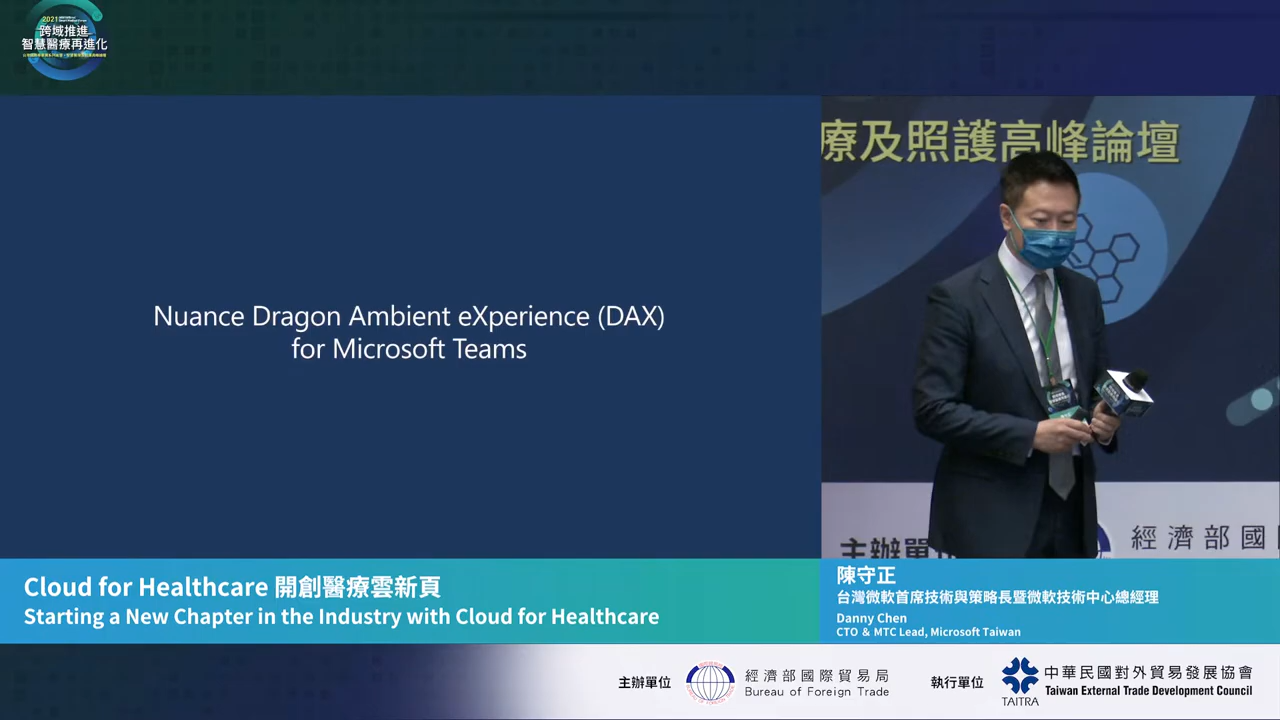 2021
跨域推進
智慧醫療再進化
療及照護高峰論壇
Nuance Dragon Ambient eXperience (DAX)
for Microsoft Teams
主辦單
經濟部國
Cloud for Healthcare 開創醫療雲新頁
Starting a New Chapter in the Industry with Cloud for Healthcare
陳守正
台灣微軟首席技術與策略長暨微軟技術中心總經理
Danny Chen
CTO & MTC Lead, Microsoft Taiwan
主辦單位
經濟部國際貿易局
Bureau of Foreign Trade
執行單位
TAITRA
中華民國對外貿易發展協會
Taiwan External Trade Development Council